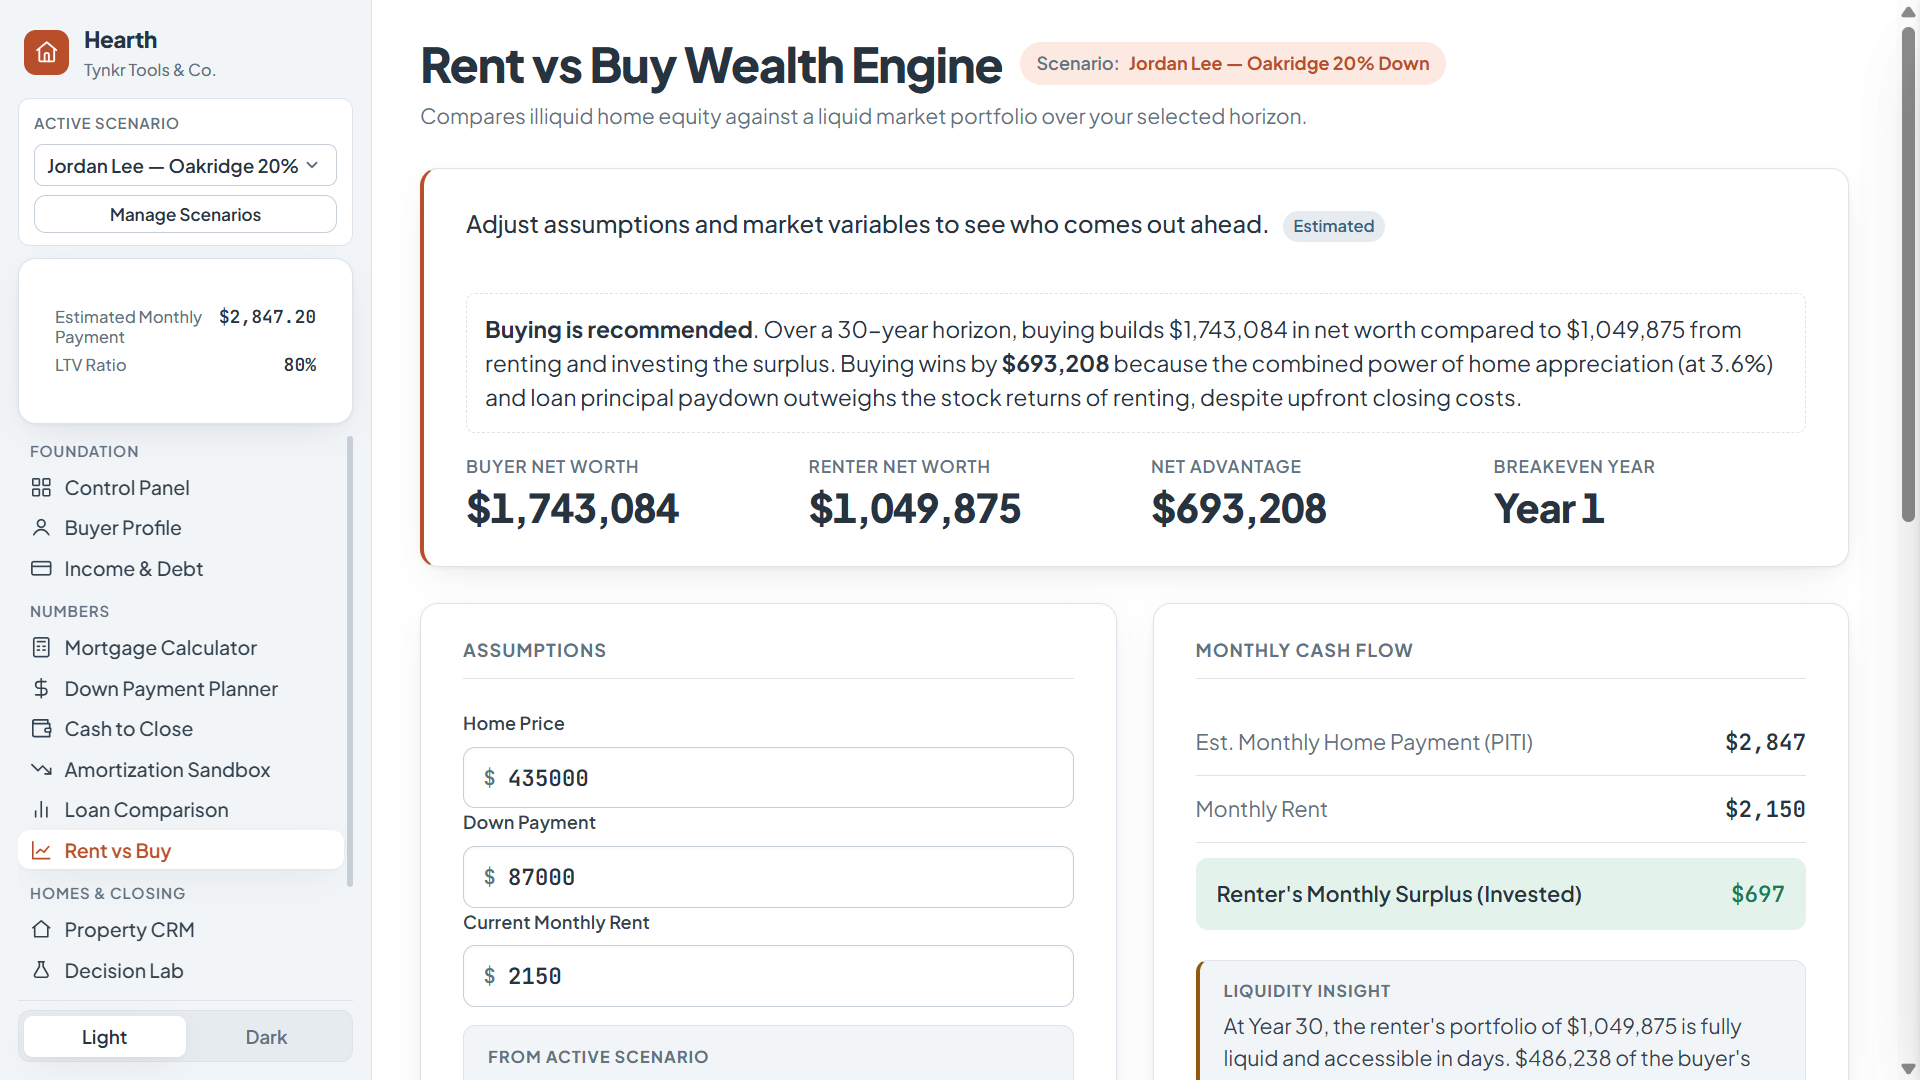 Hearth
Tynkr Tools & Co.
ACTIVE SCENARIO
Jordan Lee — Oakridge 20%
Manage Scenarios
Estimated Monthly Payment $2,847.20
LTV Ratio 80%
FOUNDATION
Control Panel
Buyer Profile
Income & Debt
NUMBERS
Mortgage Calculator
Down Payment Planner
Cash to Close
Amortization Sandbox
Loan Comparison
Rent vs Buy
HOMES & CLOSING
Property CRM
Decision Lab
Light Dark
Rent vs Buy Wealth Engine
Scenario: Jordan Lee — Oakridge 20% Down
Compares illiquid home equity against a liquid market portfolio over your selected horizon.
Adjust assumptions and market variables to see who comes out ahead. Estimated
Buying is recommended. Over a 30-year horizon, buying builds $1,743,084 in net worth compared to $1,049,875 from
renting and investing the surplus. Buying wins by $693,208 because the combined power of home appreciation (at 3.6%)
and loan principal paydown outweighs the stock returns of renting, despite upfront closing costs.
BUYER NET WORTH
$1,743,084
RENTER NET WORTH
$1,049,875
NET ADVANTAGE
$693,208
BREAKEVEN YEAR
Year 1
ASSUMPTIONS
Home Price
$ 435000
Down Payment
$ 87000
Current Monthly Rent
$ 2150
FROM ACTIVE SCENARIO
MONTHLY CASH FLOW
Est. Monthly Home Payment (PITI) $2,847
Monthly Rent $2,150
Renter's Monthly Surplus (Invested) $697
LIQUIDITY INSIGHT
At Year 30, the renter's portfolio of $1,049,875 is fully
liquid and accessible in days. $486,238 of the buyer's